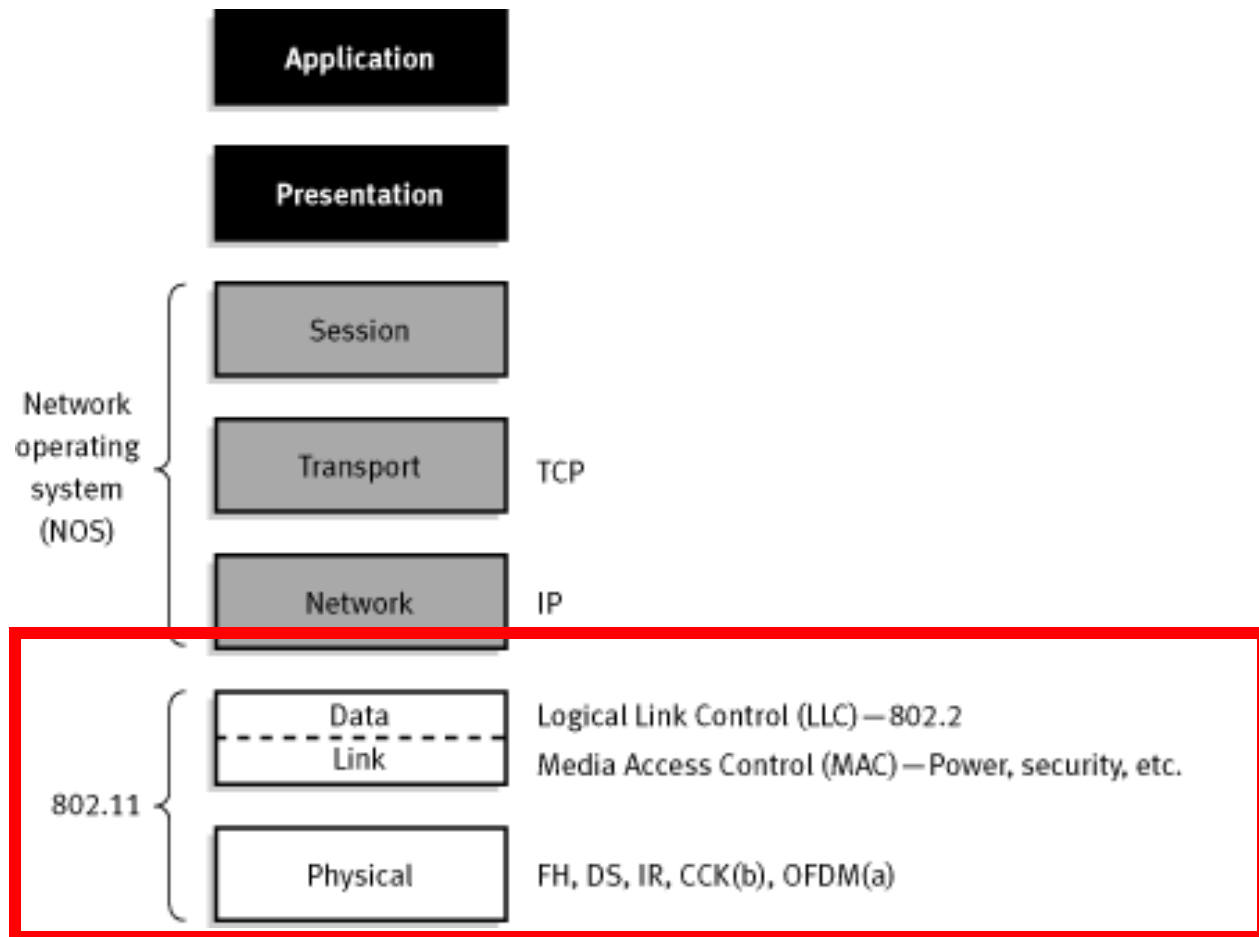 Application
Presentation
Session
Network
operating
system
(NOS)
Transport
TCP
Network
IP
802.11
Data
Link
Logical Link Control (LLC)—802.2
Media Access Control (MAC)—Power, security, etc.
Physical
FH, DS, IR, CCK(b), OFDM(a)